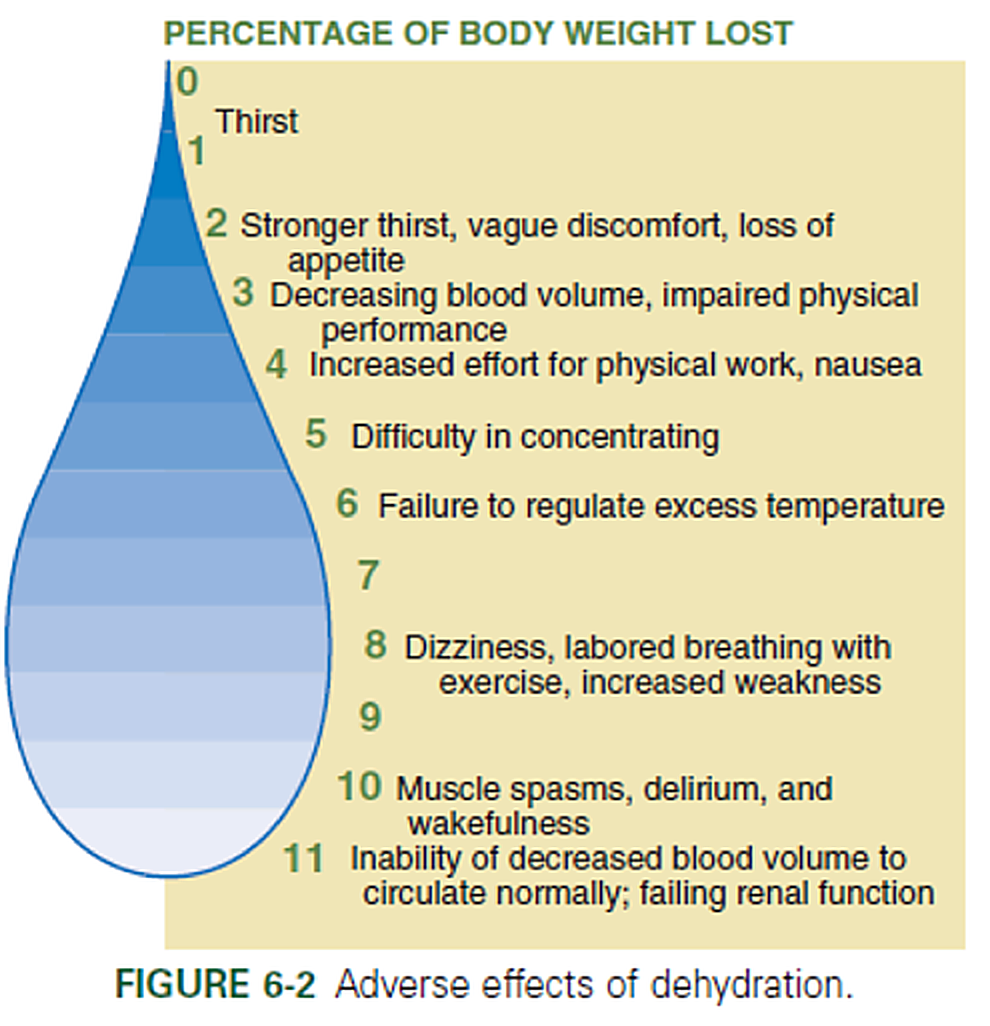 PERCENTAGE OF BODY WEIGHT LOST
0
Thirst
1
2 Stronger thirst, vague discomfort, loss of
appetite
3 Decreasing blood volume, impaired physical
performance
4 Increased effort for physical work, nausea
5 Difficulty in concentrating
6 Failure to regulate excess temperature
7
8 Dizziness, labored breathing with
exercise, increased weakness
9
10 Muscle spasms, delirium, and
wakefulness
11 Inability of decreased blood volume to
circulate normally; failing renal function
FIGURE 6-2 Adverse effects of dehydration.